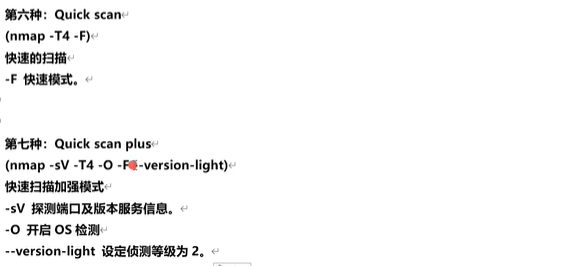 第六种：Quick scan
(nmap -T4 -F)
快速的扫描
-F 快速模式。
第七种：Quick scan plus
(nmap -sV -T4 -O -F --version-light)
快速扫描加强模式
-sV 探测端口及版本服务信息。
-O 开启OS检测
--version-light 设定侦测等级为2。